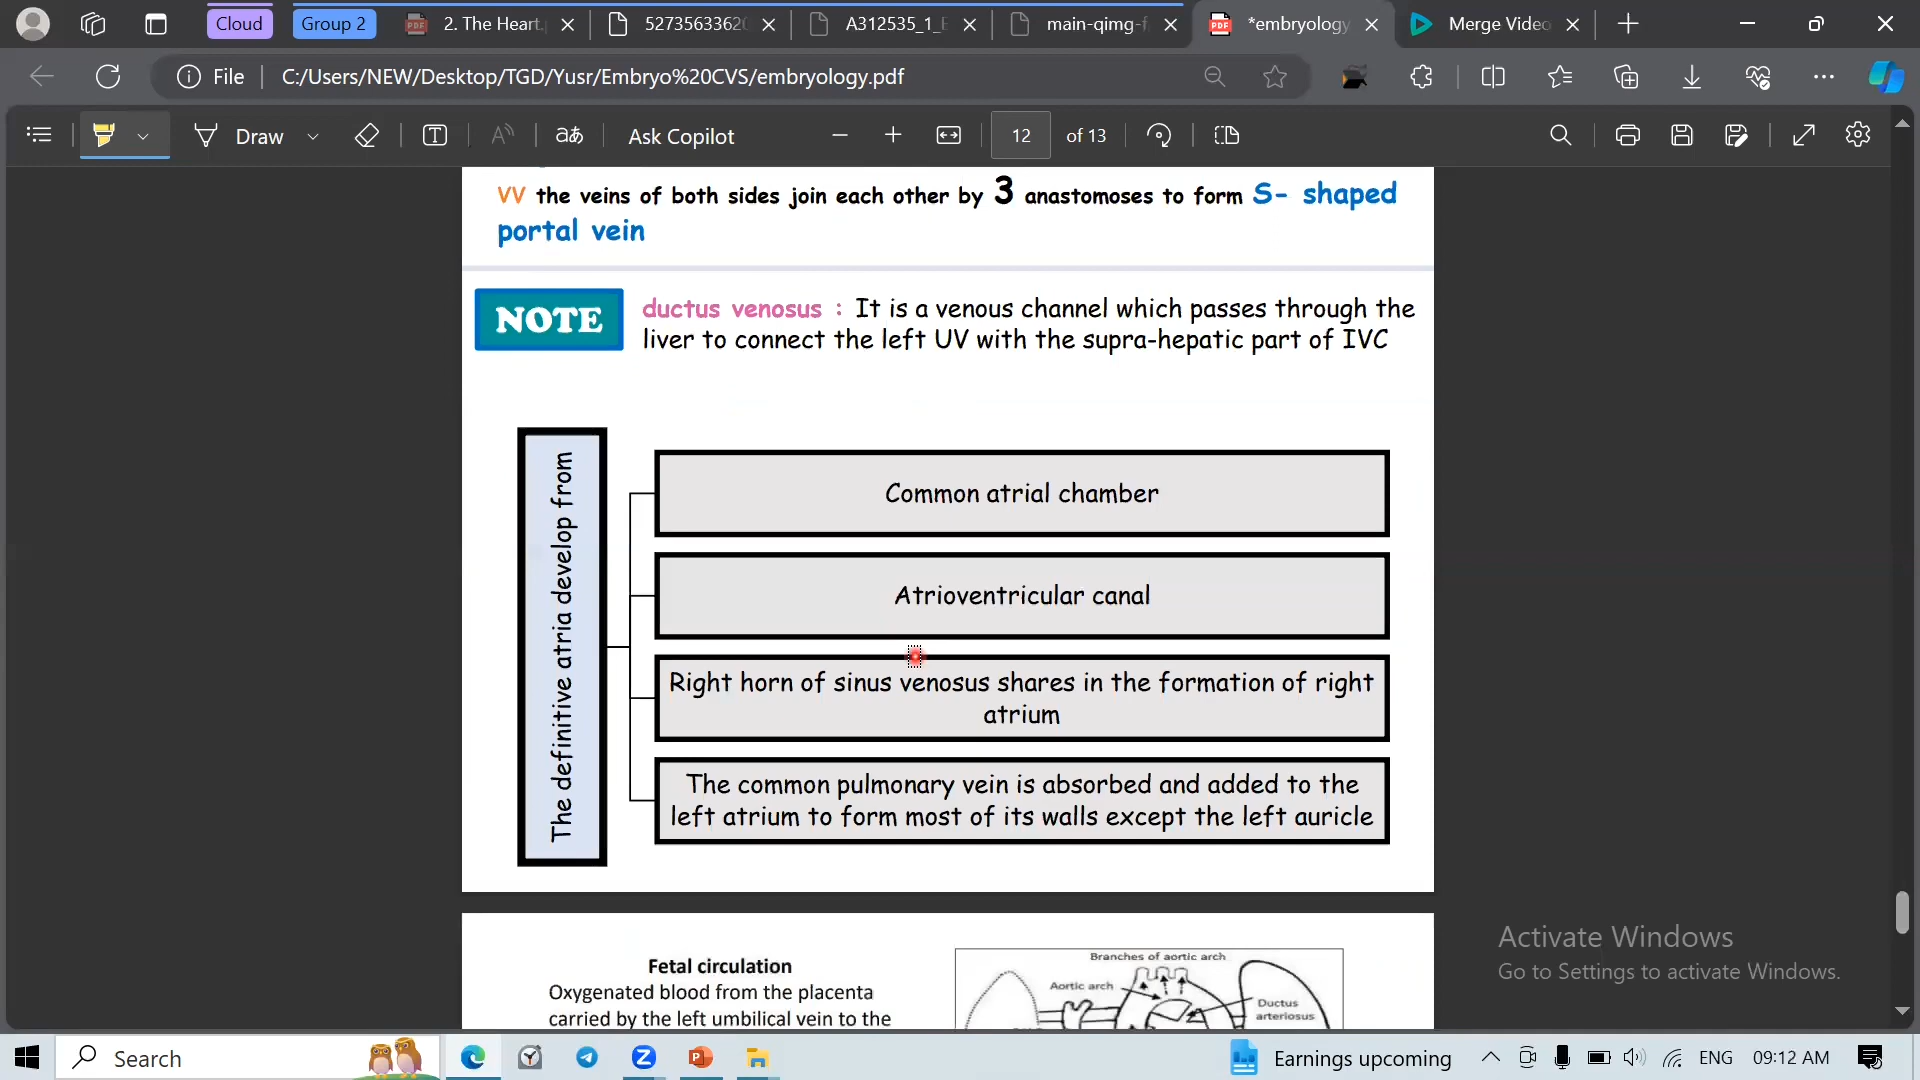 Cloud
Group 2
2. The Heart.
52735633620
A312535_1_E
main-qimg-f
*embryology
Merge Video
File
C:/Users/NEW/Desktop/TGD/Yusr/Embryo%20CVS/embryology.pdf
Draw
Ask Copilot
12
of 13
VV the veins of both sides join each other by 3 anastomoses to form S- shaped
portal vein
NOTE
ductus venosus : It is a venous channel which passes through the
liver to connect the left UV with the supra-hepatic part of IVC
The definitive atria develop from
Common atrial chamber
Atrioventricular canal
Right horn of sinus venosus shares in the formation of right
atrium
The common pulmonary vein is absorbed and added to the
left atrium to form most of its walls except the left auricle
Fetal circulation
Oxygenated blood from the placenta
carried by the left umbilical vein to the
Branches of aortic arch
Aortic arch
Ductus
arteriosus
Activate Windows
Go to Settings to activate Windows.
Search
Earnings upcoming
ENG
09:12 AM